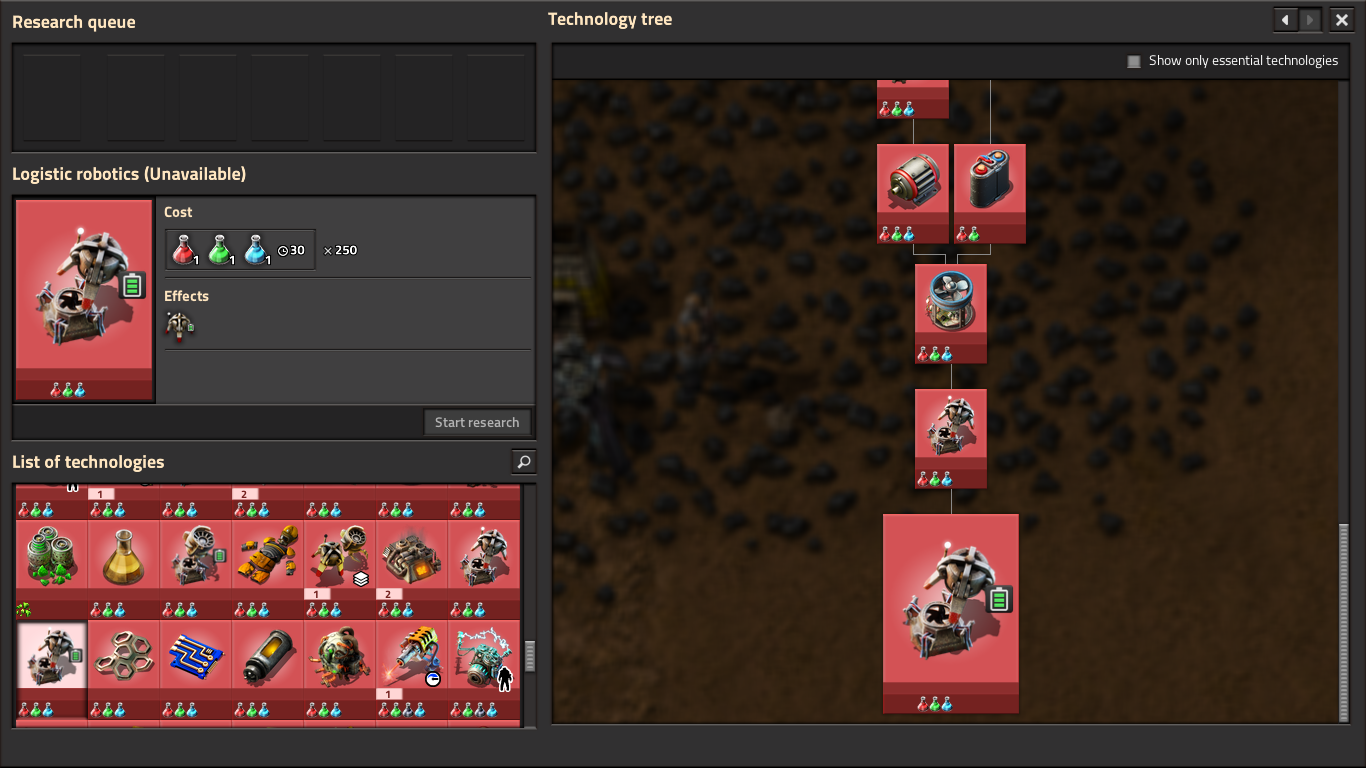 Research queue
Technology tree
Show only essential technologies
Logistic robotics (Unavailable)
Cost
1 1 1 30 × 250
Effects
Start research
List of technologies
1 2
1 2
1